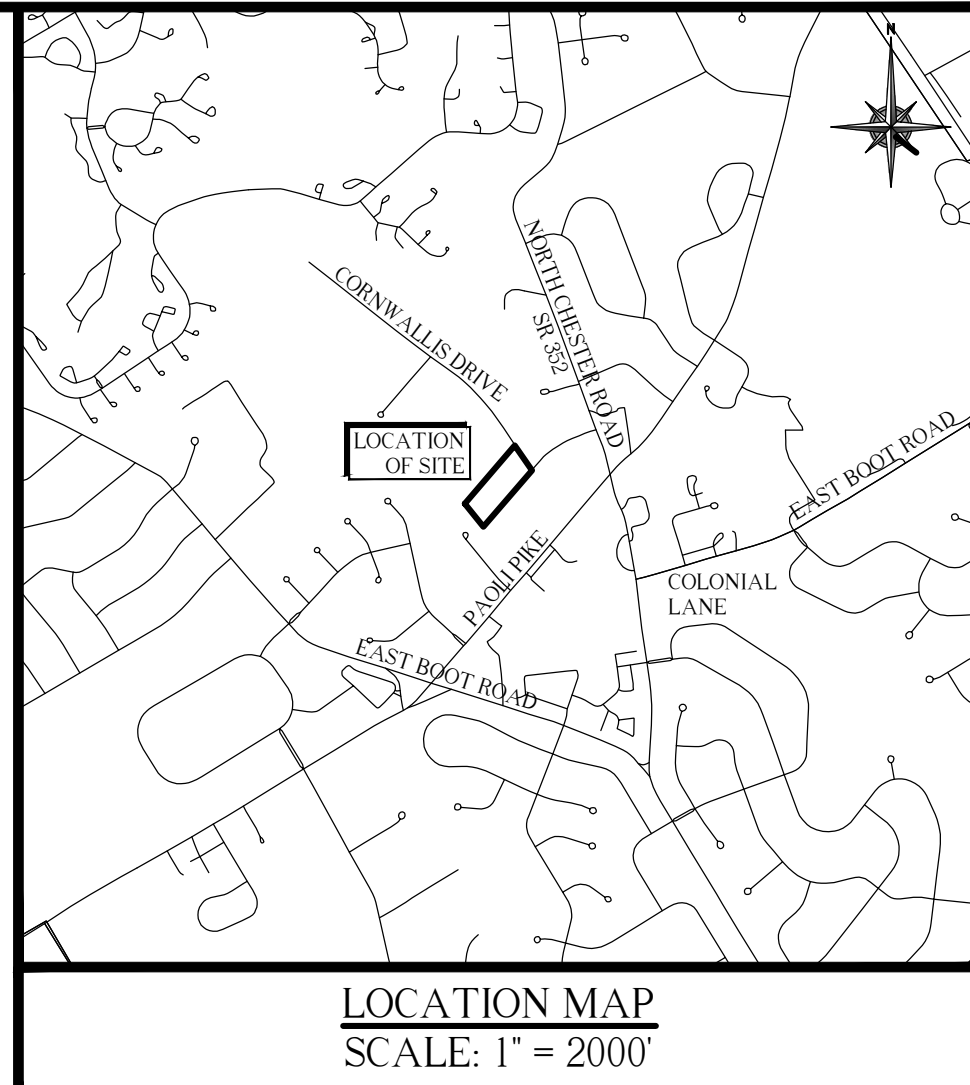 N
NORTH CHESTER ROAD
SR 352
CORNWALLIS DRIVE
LOCATION
OF SITE
EAST BOOT ROAD
PAOLI PIKE
COLONIAL
LANE
EAST BOOT ROAD
LOCATION MAP
SCALE: 1" = 2000'